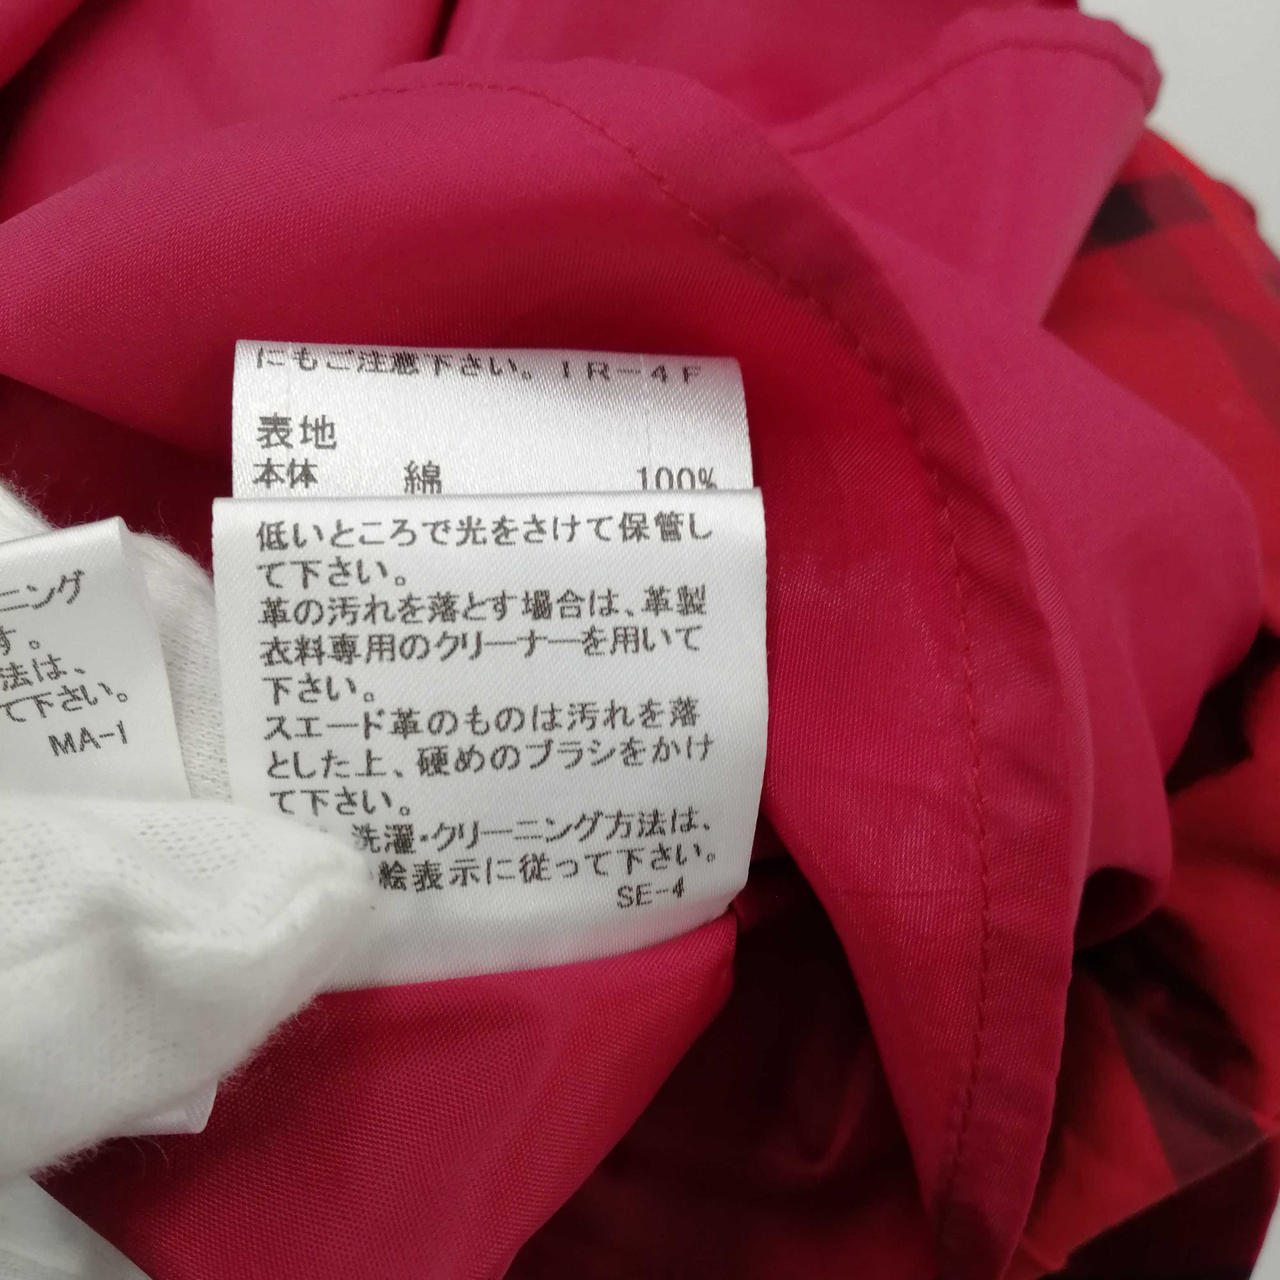 にもご注意下さい。IR-4F
表地
本体 綿 100%
低いところで光をさけて保管し
て下さい。
革の汚れを落とす場合は、革製
衣料専用のクリーナーを用いて
下さい。
スエード革のものは汚れを落
とした上、硬めのブラシをかけ
て下さい。
洗濯・クリーニング方法は、
絵表示に従って下さい。
SE-4
ニング
す。
法は、
て下さい。
MA-1